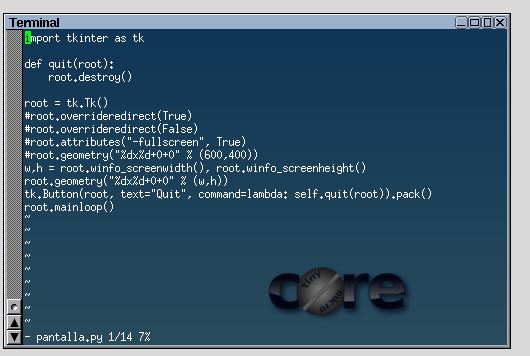 Terminal
import tkinter as tk
def quit(root):
    root.destroy()
root = tk.Tk()
#root.overrideredirect(True)
#root.overrideredirect(False)
#root.attributes("-fullscreen", True)
#root.geometry("%dx%d+0+0" % (600,400))
w,h = root.winfo_screenwidth(), root.winfo_screenheight()
root.geometry("%dx%d+0+0" % (w,h))
tk.Button(root, text="Quit", command=lambda: self.quit(root)).pack()
root.mainloop()
~
~
~
~
~
~
~
~
~
tiny
core
micro
- pantalla.py 1/14 7%